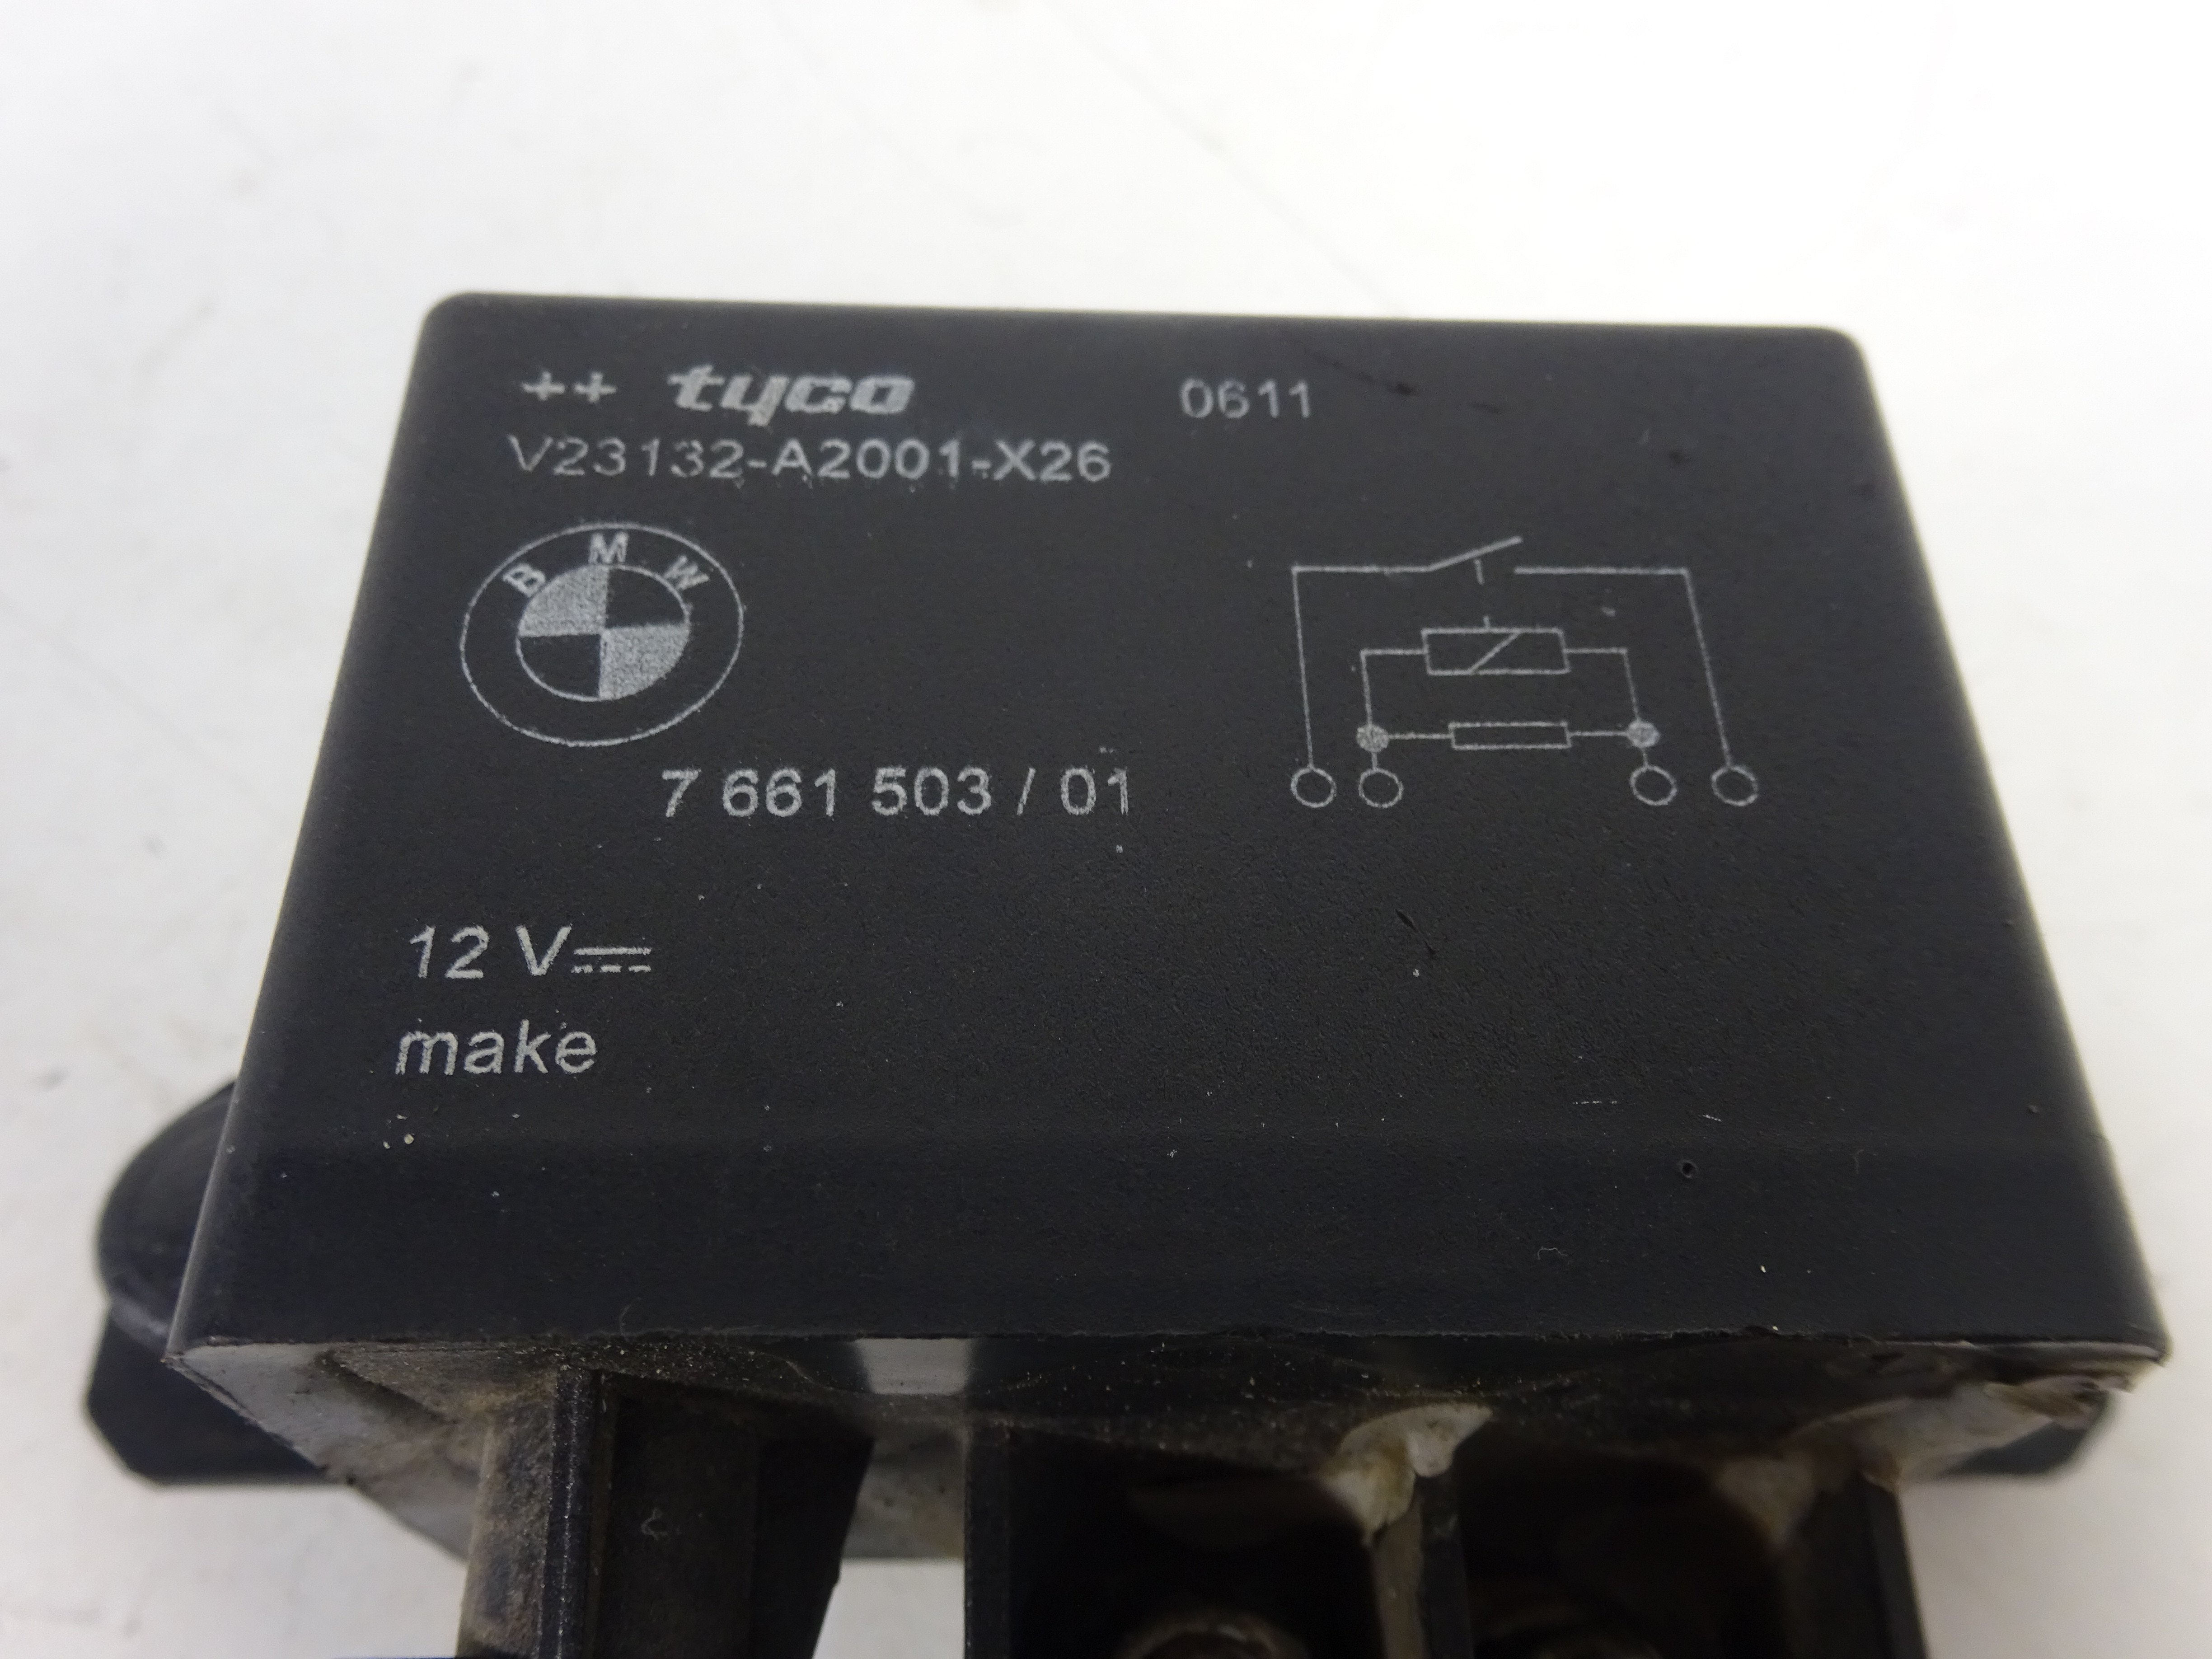 ++ tyco 0611
V23132-A2001-X26
BMW
7 661 503 / 01
12 V⎓
make